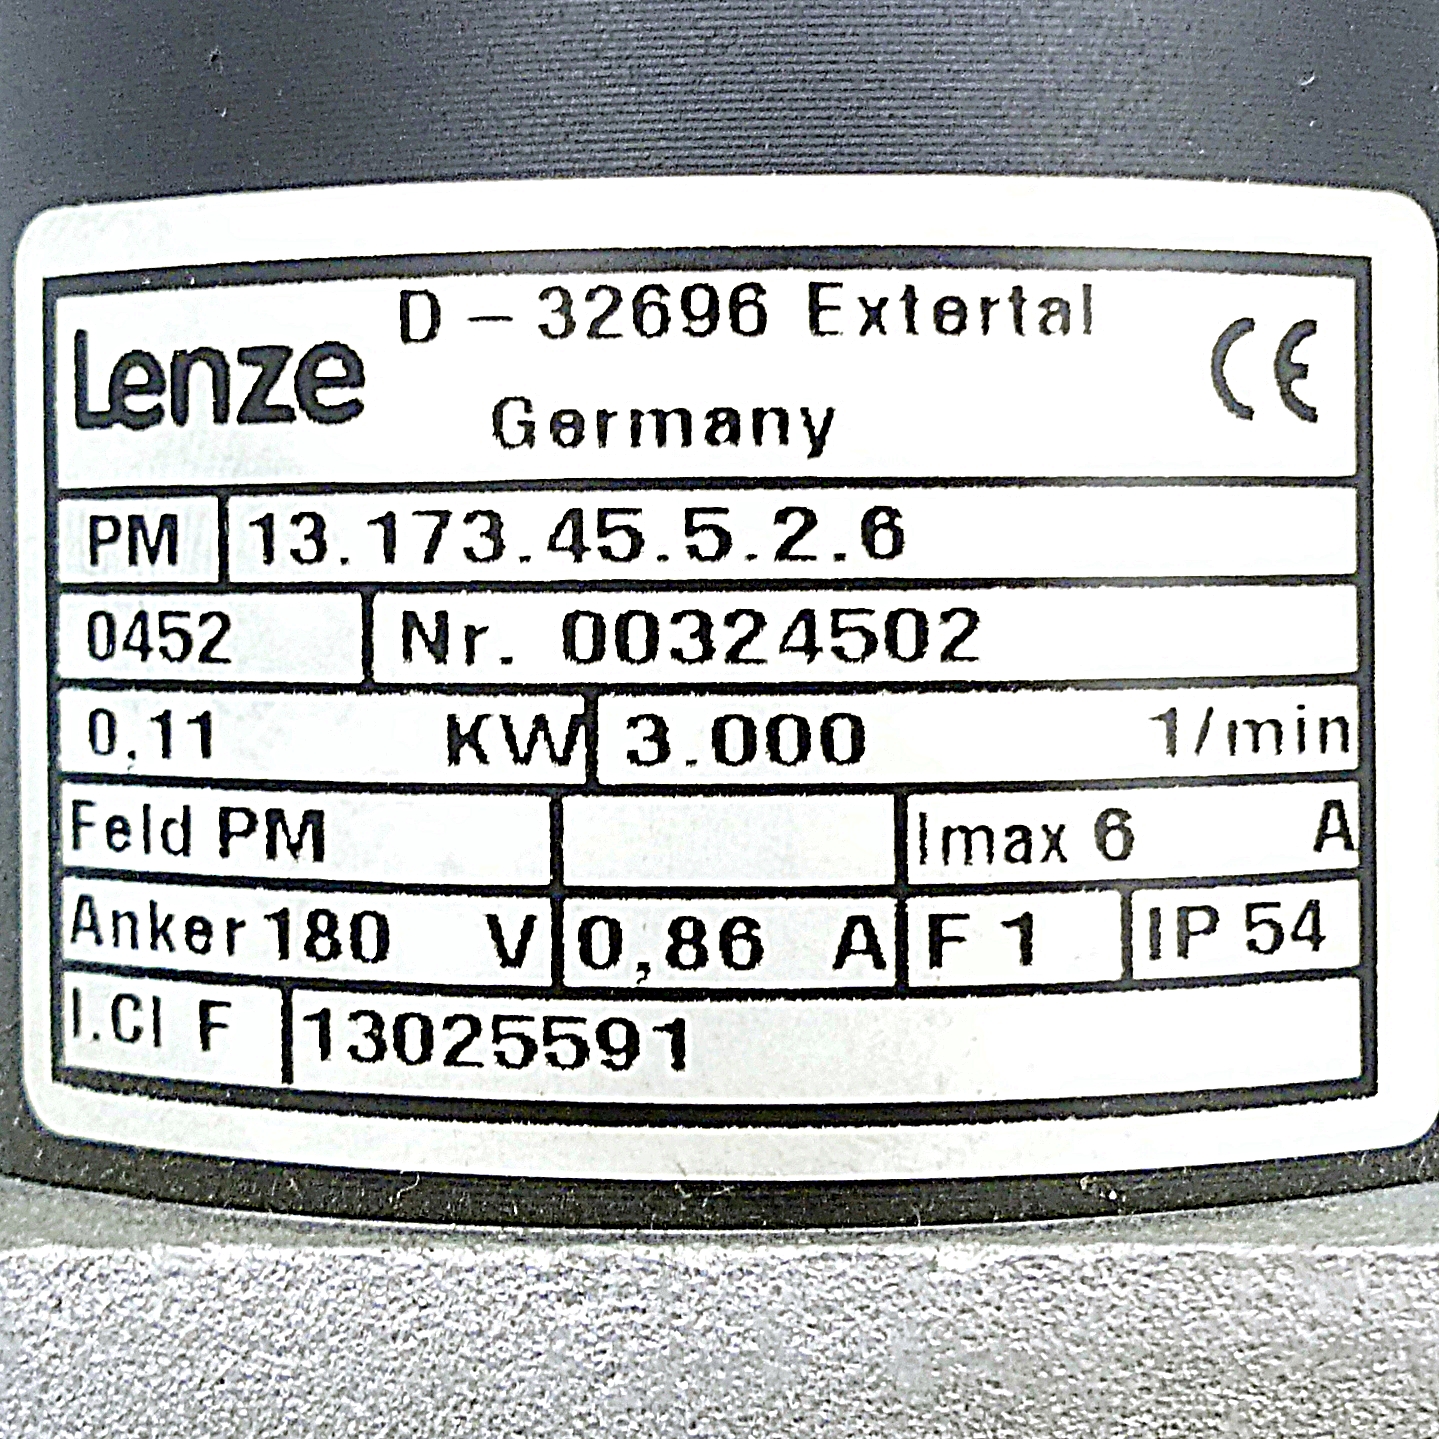 Lenze D - 32696 Extertal CE
Germany
PM 13.173.45.5.2.6
0452 Nr. 00324502
0,11 KW 3.000 1/min
Feld PM Imax 6 A
Anker 180 V 0,86 A F 1 IP 54
I.Cl F 13025591